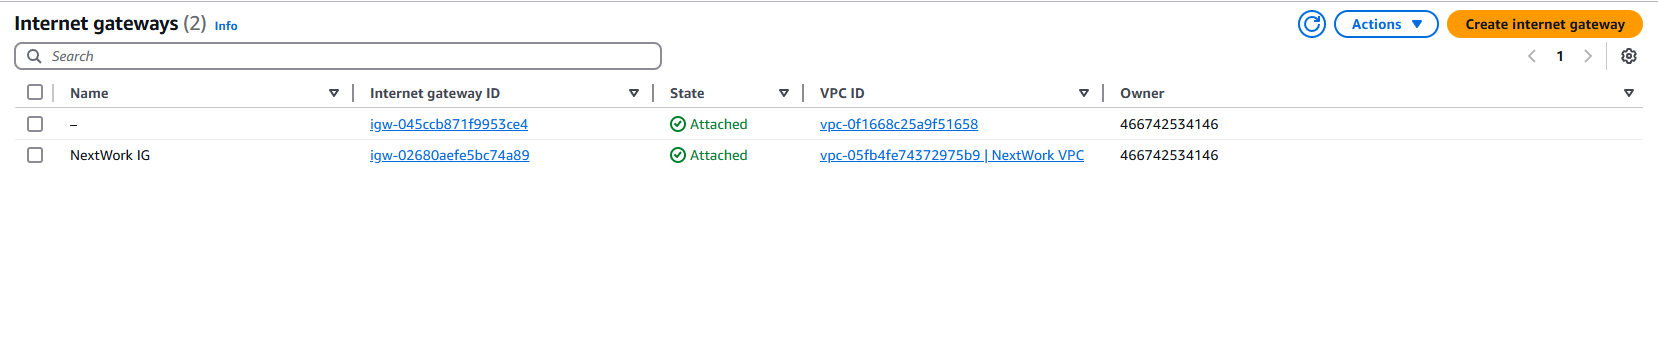 Internet gateways (2) Info
Actions Create internet gateway
Search
1
Name Internet gateway ID State VPC ID Owner
– igw-045ccb871f9953ce4 Attached vpc-0f1668c25a9f51658 466742534146
NextWork IG igw-02680aefe5bc74a89 Attached vpc-05fb4fe74372975b9 | NextWork VPC 466742534146